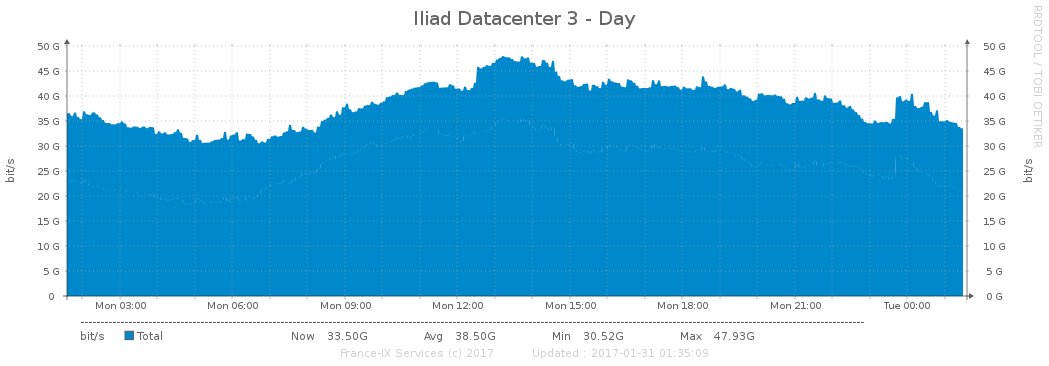 Iliad Datacenter 3 - Day
RRDTOOL / TOBI OETIKER
50 G 50 G
45 G 45 G
40 G 40 G
35 G 35 G
30 G 30 G
25 G 25 G
20 G 20 G
15 G 15 G
10 G 10 G
5 G 5 G
0 0 G
bit/s bit/s
Mon 03:00 Mon 06:00 Mon 09:00 Mon 12:00 Mon 15:00 Mon 18:00 Mon 21:00 Tue 00:00
bit/s Total Now 33.50G Avg 38.50G Min 30.52G Max 47.93G
France-IX Services (c) 2017 Updated : 2017-01-31 01:35:09